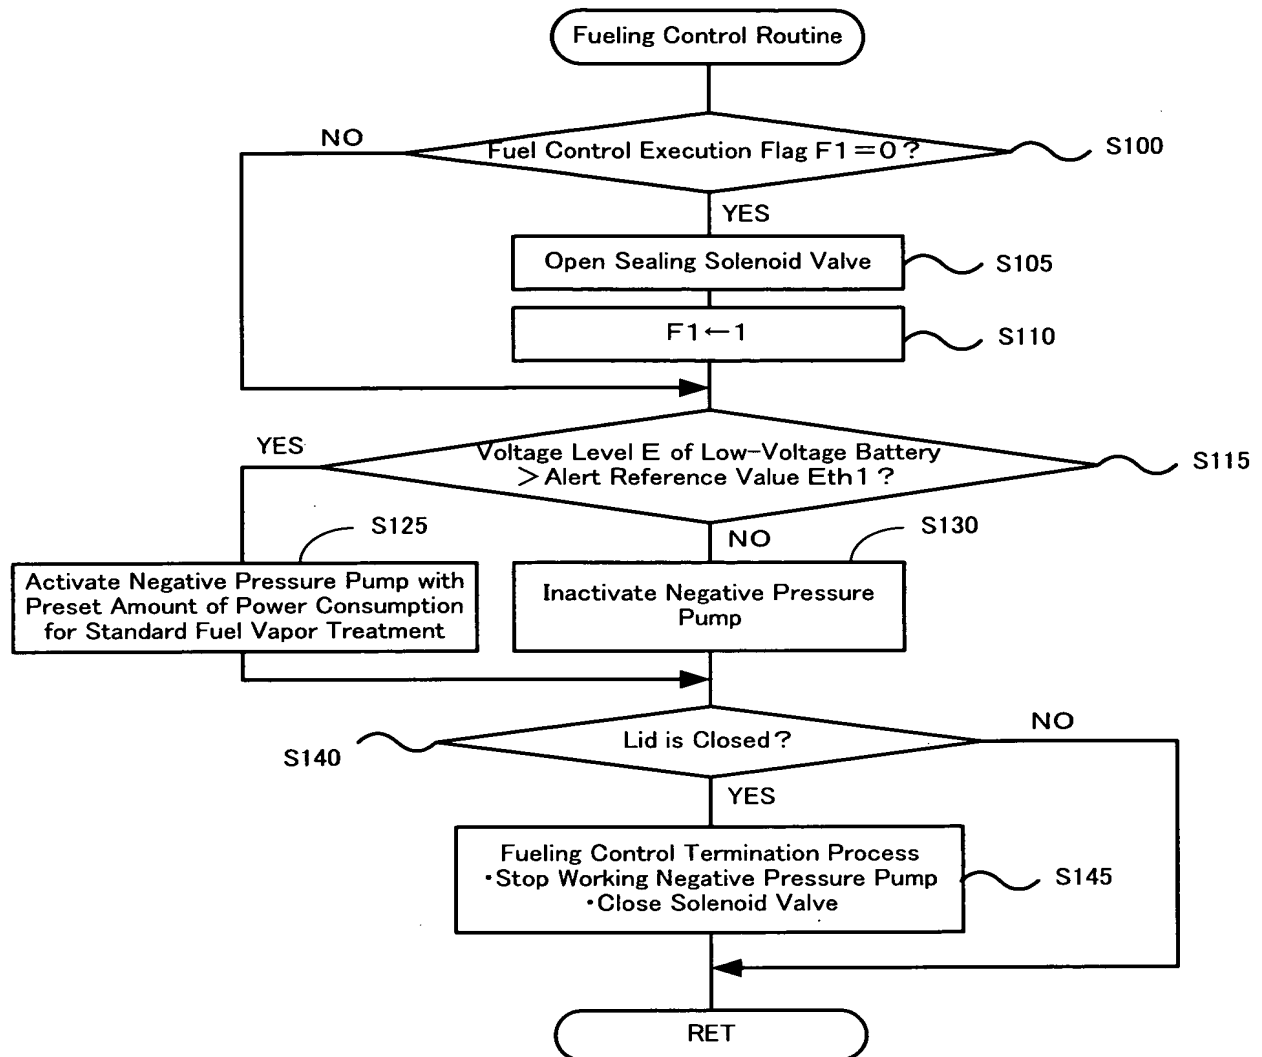 Fueling Control Routine
NO
Fuel Control Execution Flag F1=0?
S100
YES
Open Sealing Solenoid Valve
S105
F1←1
S110
YES
Voltage Level E of Low-Voltage Battery
>Alert Reference Value Eth1?
S115
S125
NO
S130
Activate Negative Pressure Pump with
Preset Amount of Power Consumption
for Standard Fuel Vapor Treatment
Inactivate Negative Pressure
Pump
S140
Lid is Closed?
NO
YES
Fueling Control Termination Process
・Stop Working Negative Pressure Pump
・Close Solenoid Valve
S145
RET